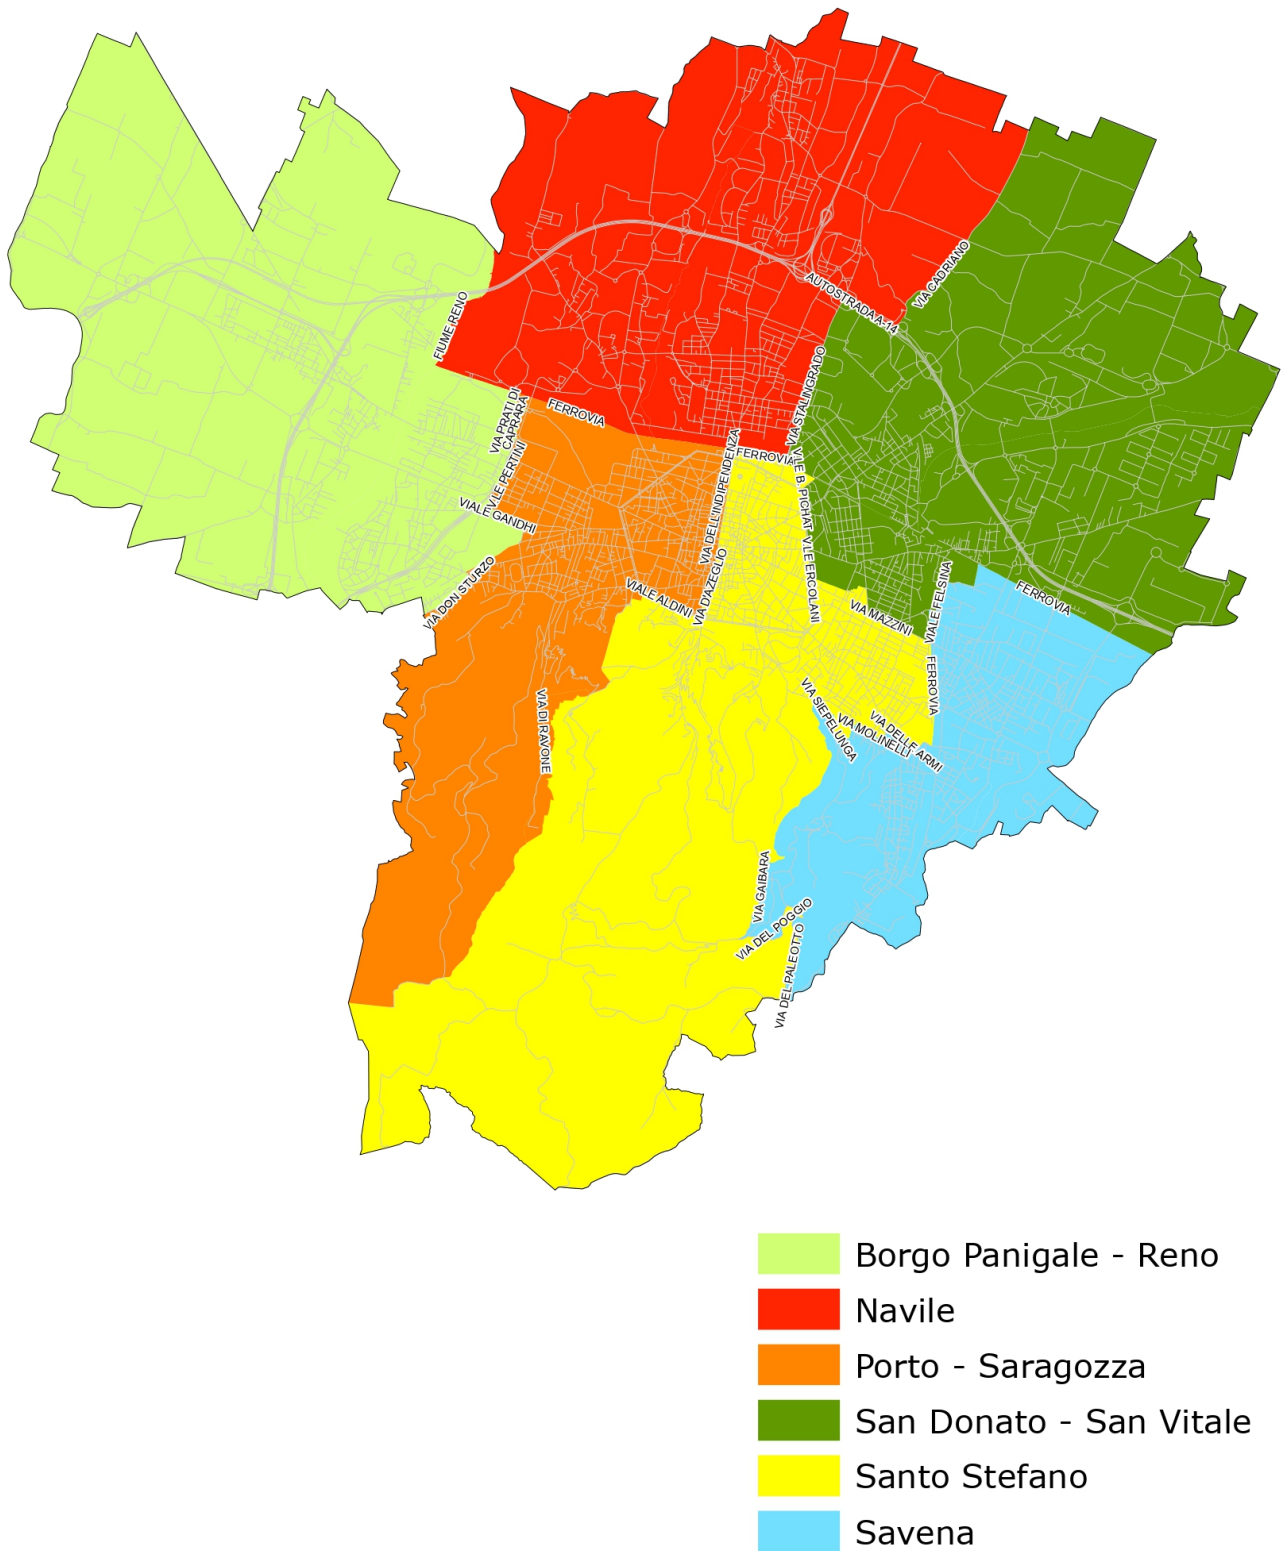 AUTOSTRADA A-14
VIA CADRIANO
FIUME RENO
VIA STALINGRADO
VIA PRATI DI
CAPRARA
FERROVIA
FERROVIA
V.LE PERTINI
VIALE GANDHI
VIA DELL'INDIPENDENZA
V.LE B. PICHAT
V.LE ERCOLANI
VIA DON STURZO
VIALE ALDINI
VIA D'AZEGLIO
VIA MAZZINI
VIALE FELSINA
FERROVIA
FERROVIA
VIA DI RAVONE
VIA SIEPELUNGA
VIA MOLINELLI
VIA DELLE ARMI
VIA GAIBARA
VIA DEL POGGIO
VIA DEL PALEOTTO
Borgo Panigale - Reno
Navile
Porto - Saragozza
San Donato - San Vitale
Santo Stefano
Savena